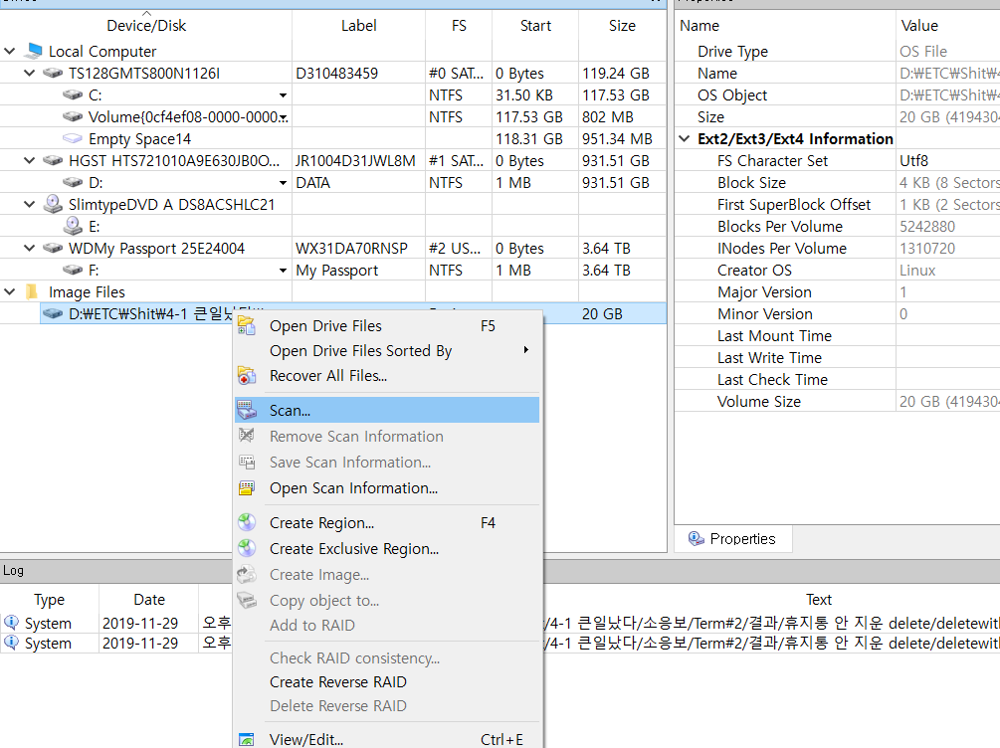 Device/Disk Label FS Start Size
Local Computer
TS128GMTS800N1126I D310483459 #0 SAT... 0 Bytes 119.24 GB
C: NTFS 31.50 KB 117.53 GB
Volume{0cf4ef08-0000-0000... NTFS 117.53 GB 802 MB
Empty Space14 118.31 GB 951.34 MB
HGST HTS721010A9E630JB0O... JR1004D31JWL8M #1 SAT... 0 Bytes 931.51 GB
D: DATA NTFS 1 MB 931.51 GB
SlimtypeDVD A DS8ACSHLC21
E:
WDMy Passport 25E24004 WX31DA70RNSP #2 US... 0 Bytes 3.64 TB
F: My Passport NTFS 1 MB 3.64 TB
Image Files
D:₩ETC₩Shit₩4-1 큰일났다₩ 20 GB
Open Drive Files F5
Open Drive Files Sorted By
Recover All Files...
Scan...
Remove Scan Information
Save Scan Information...
Open Scan Information...
Create Region... F4
Create Exclusive Region...
Create Image...
Copy object to...
Add to RAID
Check RAID consistency...
Create Reverse RAID
Delete Reverse RAID
View/Edit... Ctrl+E
Properties
Name Value
Drive Type OS File
Name D:₩ETC₩Shit₩4
OS Object D:₩ETC₩Shit₩4
Size 20 GB (419430
Ext2/Ext3/Ext4 Information
FS Character Set Utf8
Block Size 4 KB (8 Sectors
First SuperBlock Offset 1 KB (2 Sectors
Blocks Per Volume 5242880
INodes Per Volume 1310720
Creator OS Linux
Major Version 1
Minor Version 0
Last Mount Time
Last Write Time
Last Check Time
Volume Size 20 GB (419430
Properties
Log
Type Date Text
System 2019-11-29 오후 /4-1 큰일났다/소응보/Term#2/결과/휴지통 안 지운 delete/deletewith
System 2019-11-29 오후 /4-1 큰일났다/소응보/Term#2/결과/휴지통 안 지운 delete/deletewith